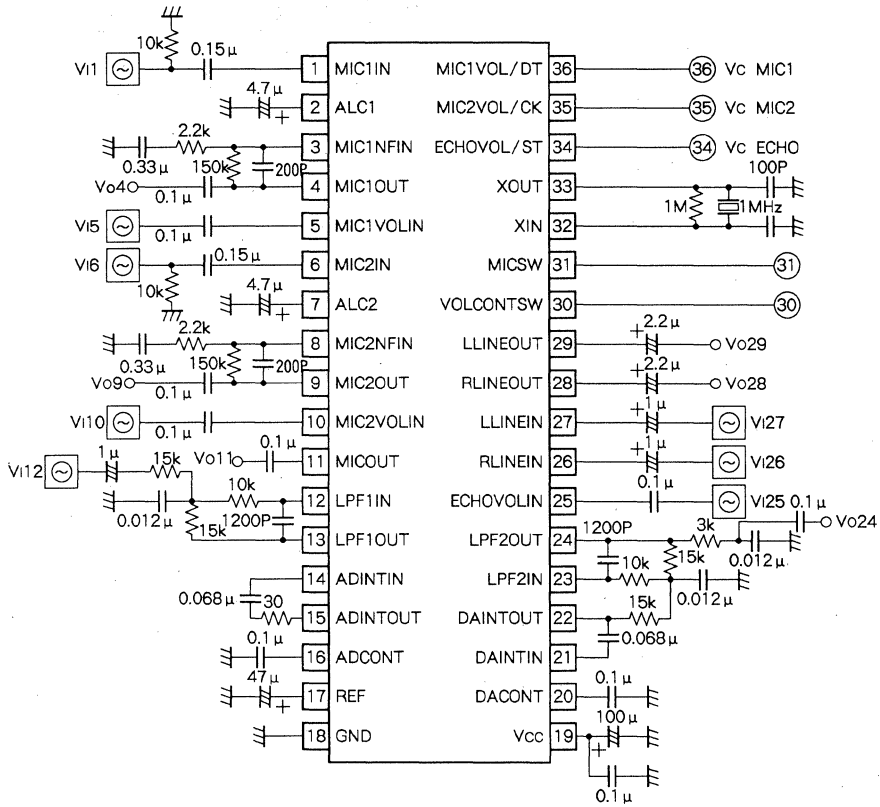 10k
0.15μ
Vi1
1 MIC1IN
MIC1VOL/DT 36
36 Vc MIC1
4.7μ
+
2 ALC1
MIC2VOL/CK 35
35 Vc MIC2
2.2k
0.33μ
3 MIC1NFIN
ECHOVOL/ST 34
34 Vc ECHO
150k
200P
Vo4
0.1μ
4 MIC1OUT
XOUT 33
100P
1M
1MHz
Vi5
0.1μ
5 MIC1VOLIN
XIN 32
Vi6
0.15μ
10k
6 MIC2IN
MICSW 31
31
4.7μ
+
7 ALC2
VOLCONTSW 30
30
2.2k
0.33μ
8 MIC2NFIN
LLINEOUT 29
+
2.2μ
Vo29
150k
200P
Vo9
0.1μ
9 MIC2OUT
RLINEOUT 28
+
2.2μ
Vo28
Vi10
0.1μ
10 MIC2VOLIN
LLINEIN 27
+
1μ
Vi27
Vo11
0.1μ
11 MICOUT
RLINEIN 26
+
1μ
Vi26
Vi12
1μ
15k
10k
0.012μ
12 LPF1IN
ECHOVOLIN 25
0.1μ
Vi25
15k
1200P
13 LPF1OUT
LPF2OUT 24
1200P
3k
0.1μ
Vo24
0.012μ
15k
14 ADINTIN
LPF2IN 23
10k
0.012μ
0.068μ
30
15 ADINTOUT
DAINTOUT 22
15k
0.068μ
0.1μ
16 ADCONT
DAINTIN 21
47μ
+
17 REF
DACONT 20
0.1μ
18 GND
Vcc 19
100μ
+
0.1μ